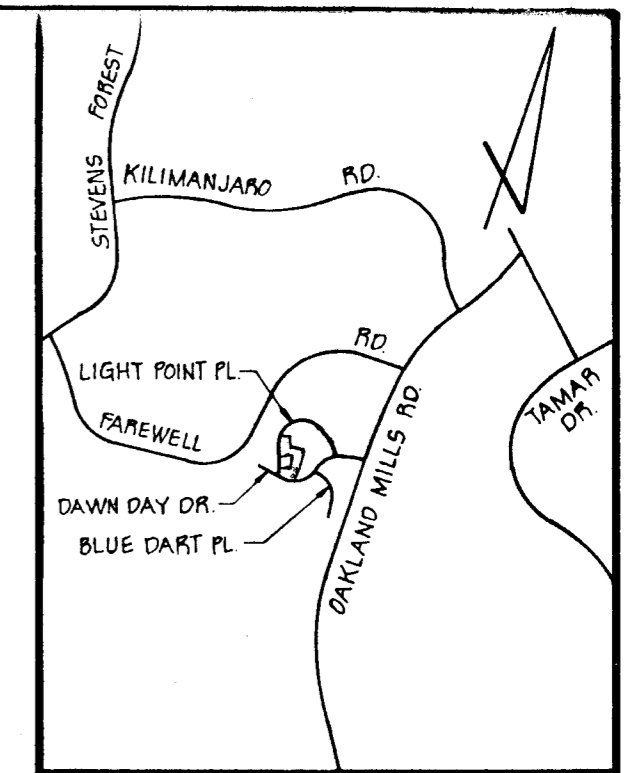 STEVENS FOREST
KILIMANJARO RD.
RD.
LIGHT POINT PL.
FAREWELL
TAMAR
DR.
OAKLAND MILLS RD.
DAWN DAY DR.
BLUE DART PL.